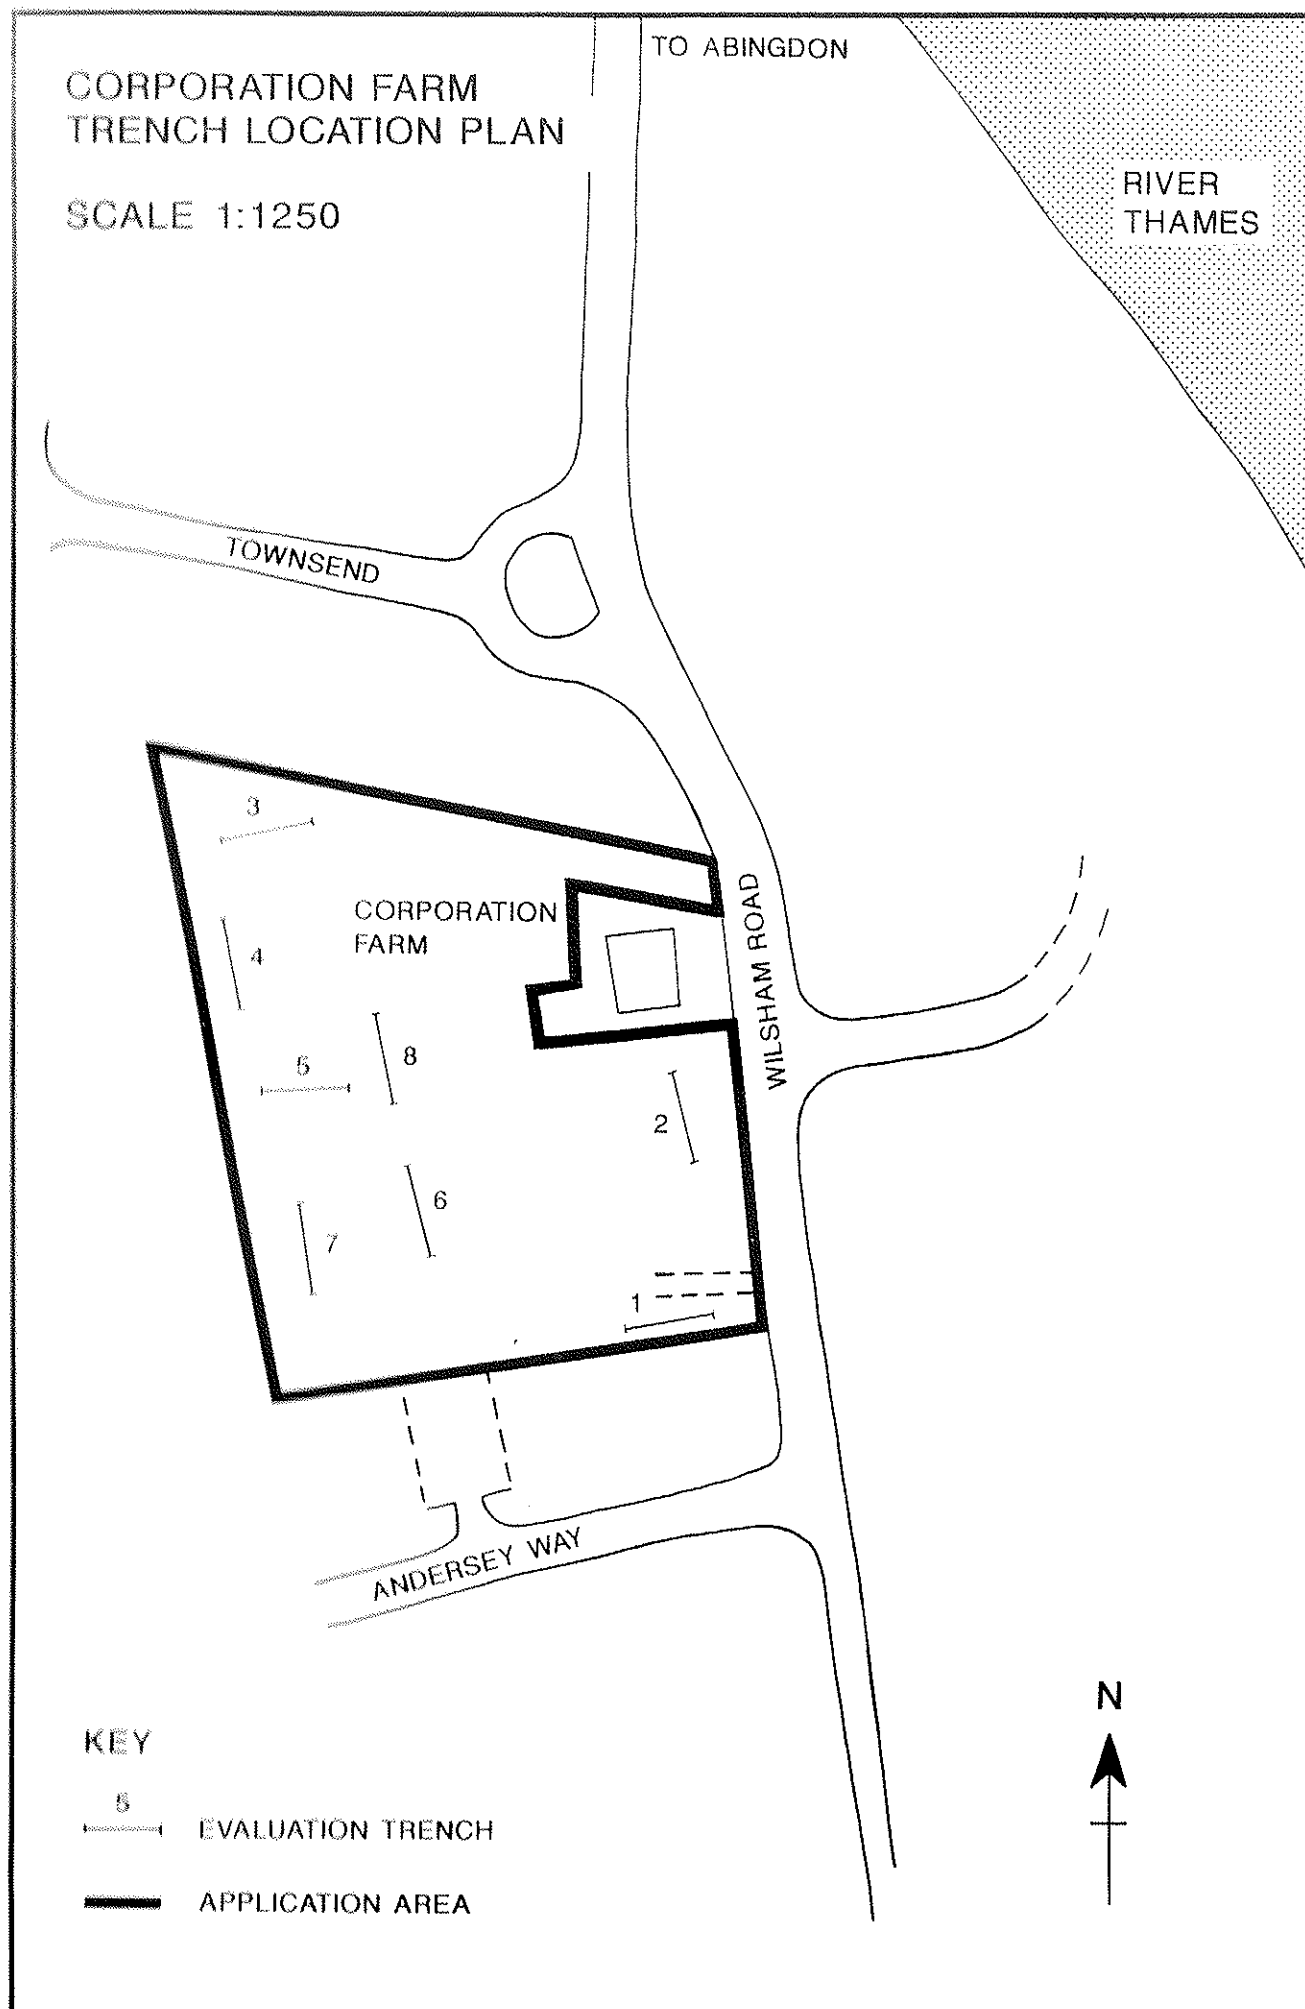 TO ABINGDON
CORPORATION FARM
TRENCH LOCATION PLAN
SCALE 1:1250
RIVER
THAMES
TOWNSEND
3
CORPORATION
FARM
4
WILSHAM ROAD
5
8
2
6
7
1
ANDERSEY WAY
N
KEY
5
EVALUATION TRENCH
APPLICATION AREA